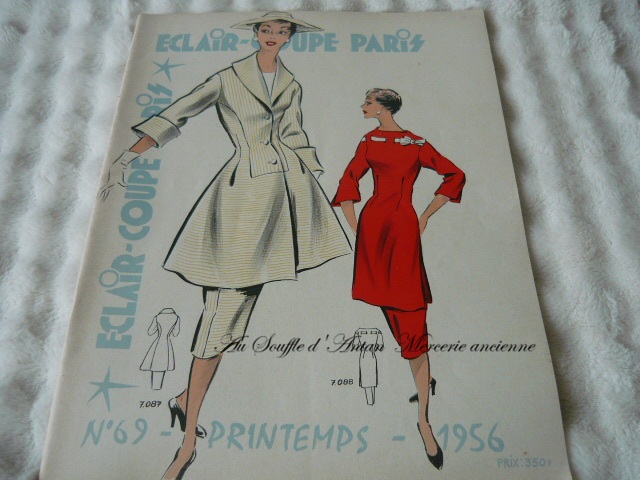 ECLAIR-COUPE PARIS
ECLAIR-COUPE PARIS
Au Souffle d'Antan Mercerie ancienne
7.087
7.088
N°69 - PRINTEMPS - 1956
PRIX: 350F